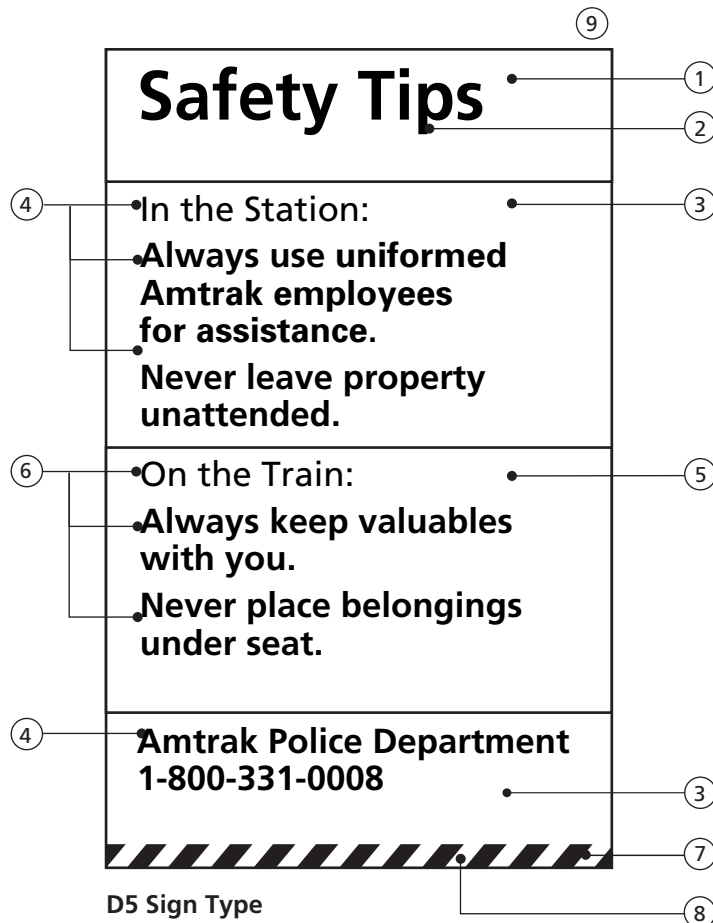 9
Safety Tips
1
2
4
In the Station:
3
Always use uniformed
Amtrak employees
for assistance.
Never leave property
unattended.
6
On the Train:
5
Always keep valuables
with you.
Never place belongings
under seat.
4
Amtrak Police Department
1-800-331-0008
3
7
D5 Sign Type
8